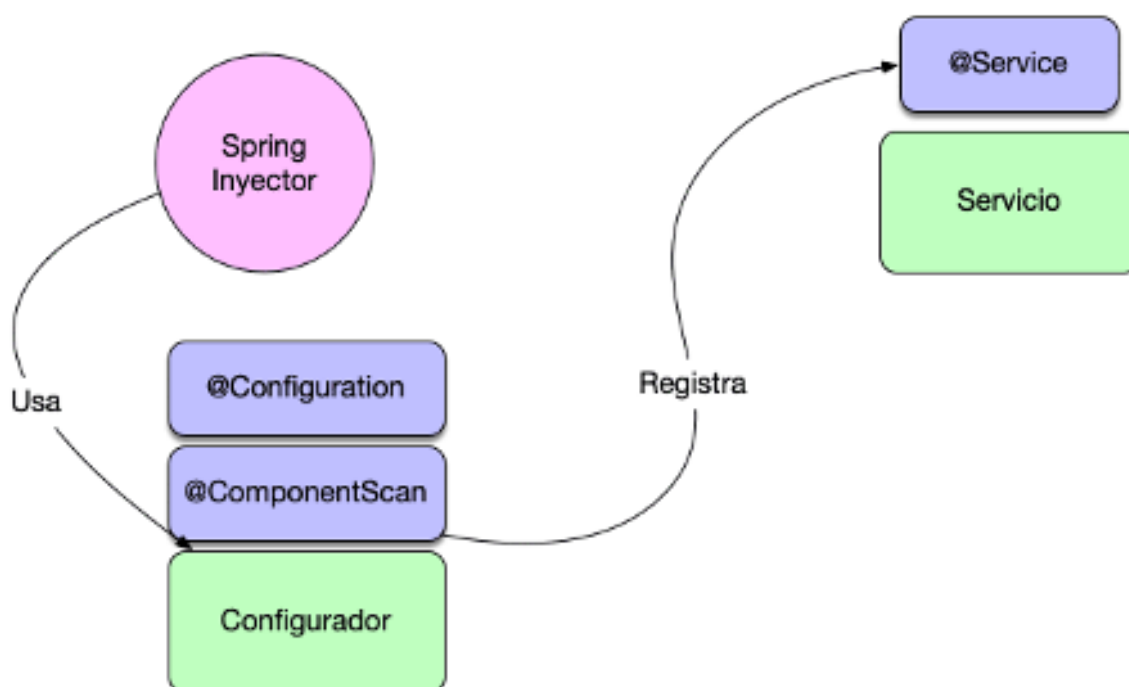 @Service
Spring
Inyector
Servicio
@Configuration
Usa
Registra
@ComponentScan
Configurador